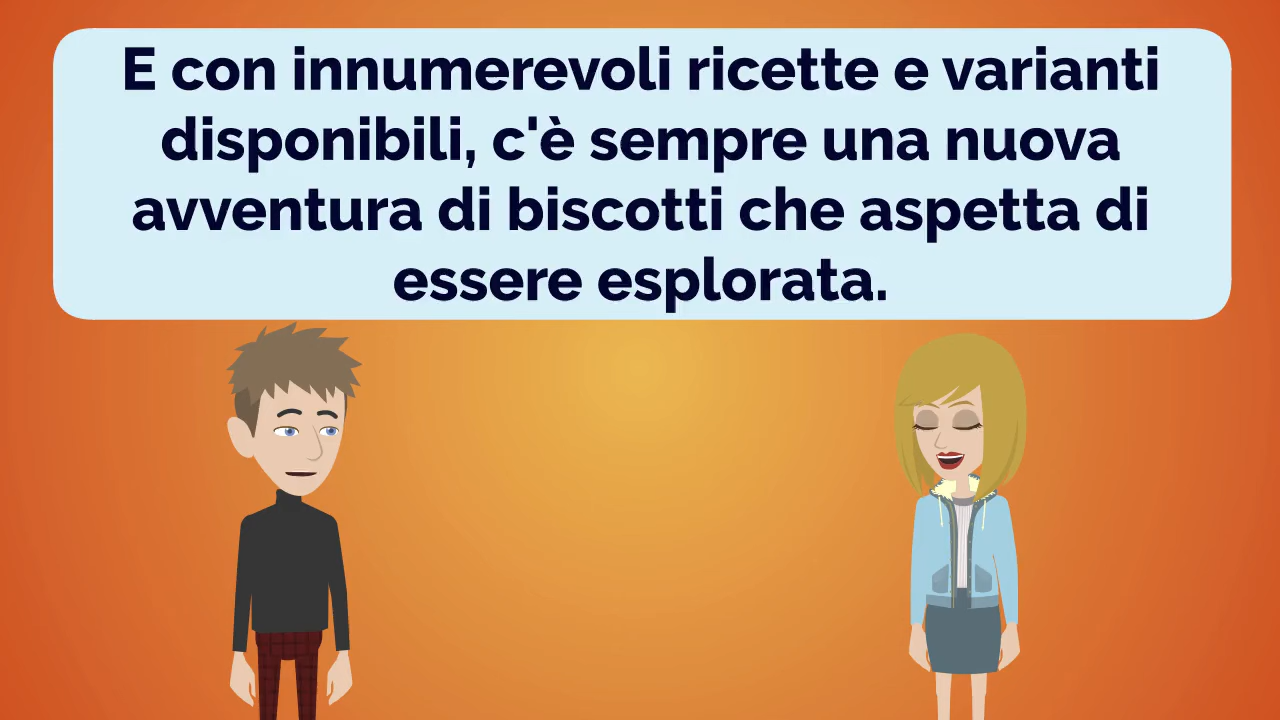 E con innumerevoli ricette e varianti
disponibili, c'è sempre una nuova
avventura di biscotti che aspetta di
essere esplorata.